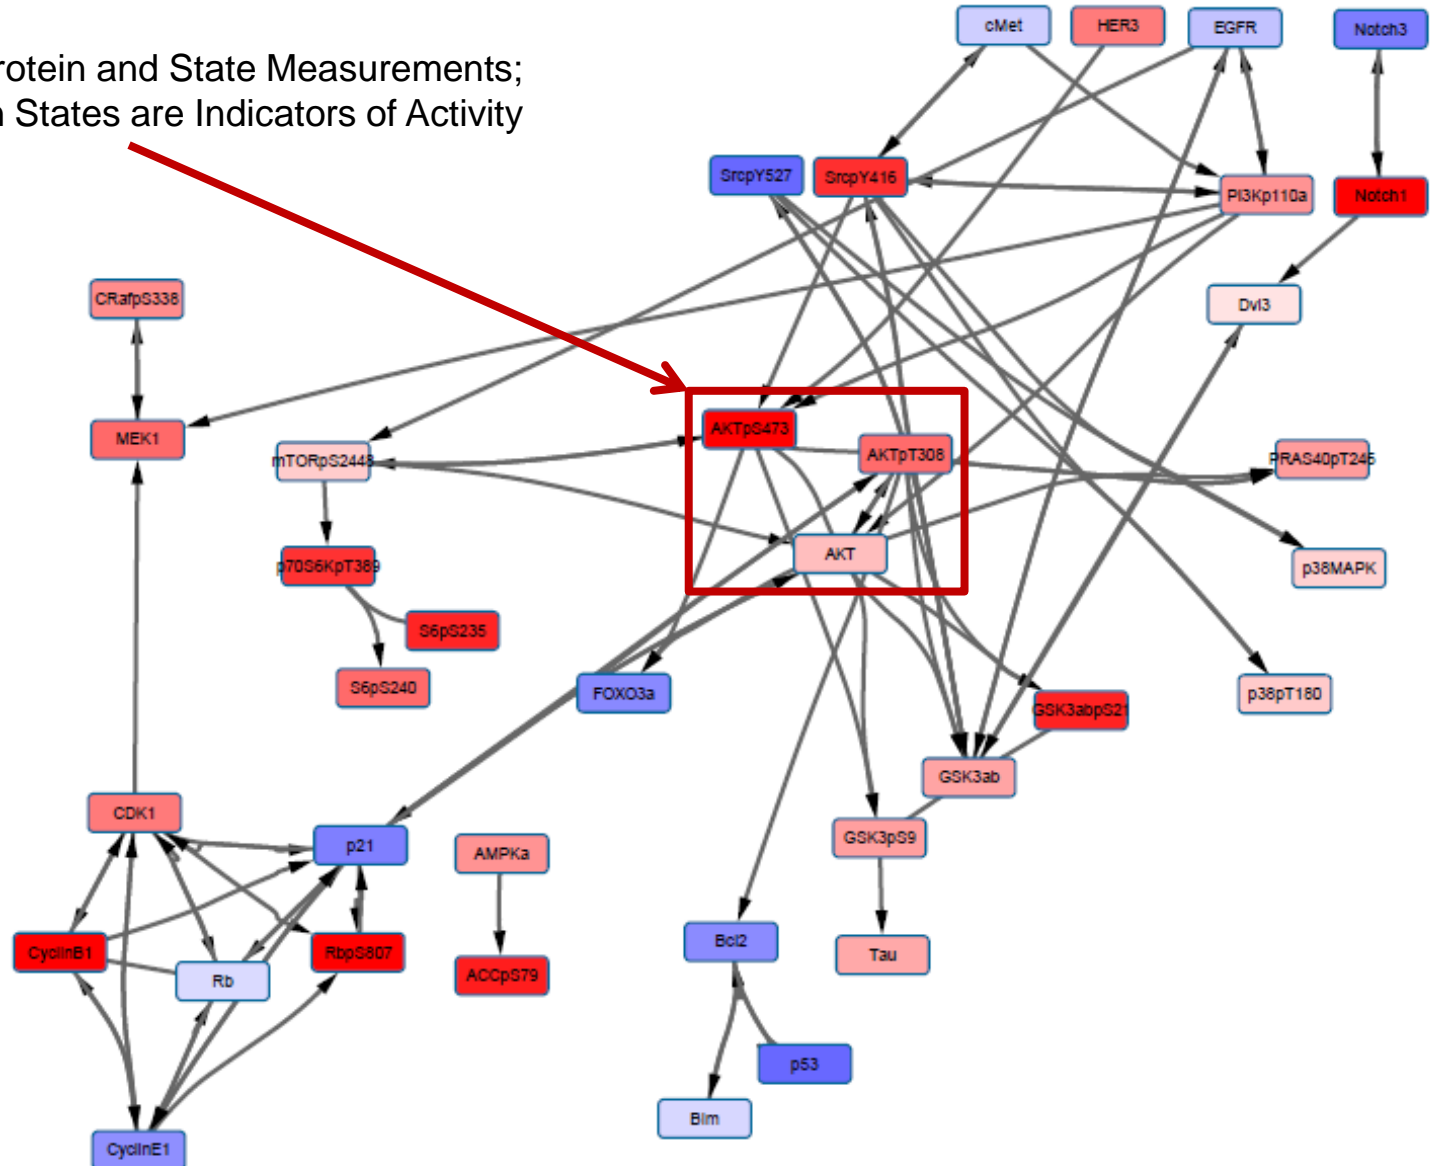 rotein and State Measurements;
n States are Indicators of Activity
cMet
HER3
EGFR
Notch3
SrcpY527
SrcpY416
PI3Kp110a
Notch1
CRafpS338
Dvl3
MEK1
mTORpS2448
AKTpS473
AKTpT308
PRAS40pT246
AKT
p70S6KpT389
p38MAPK
S6pS235
S6pS240
FOXO3a
GSK3abpS21
p38pT180
GSK3ab
CDK1
p21
AMPKa
GSK3pS9
CyclinB1
Rb
RbpS807
ACCpS79
Bcl2
Tau
p53
Bim
CyclinE1